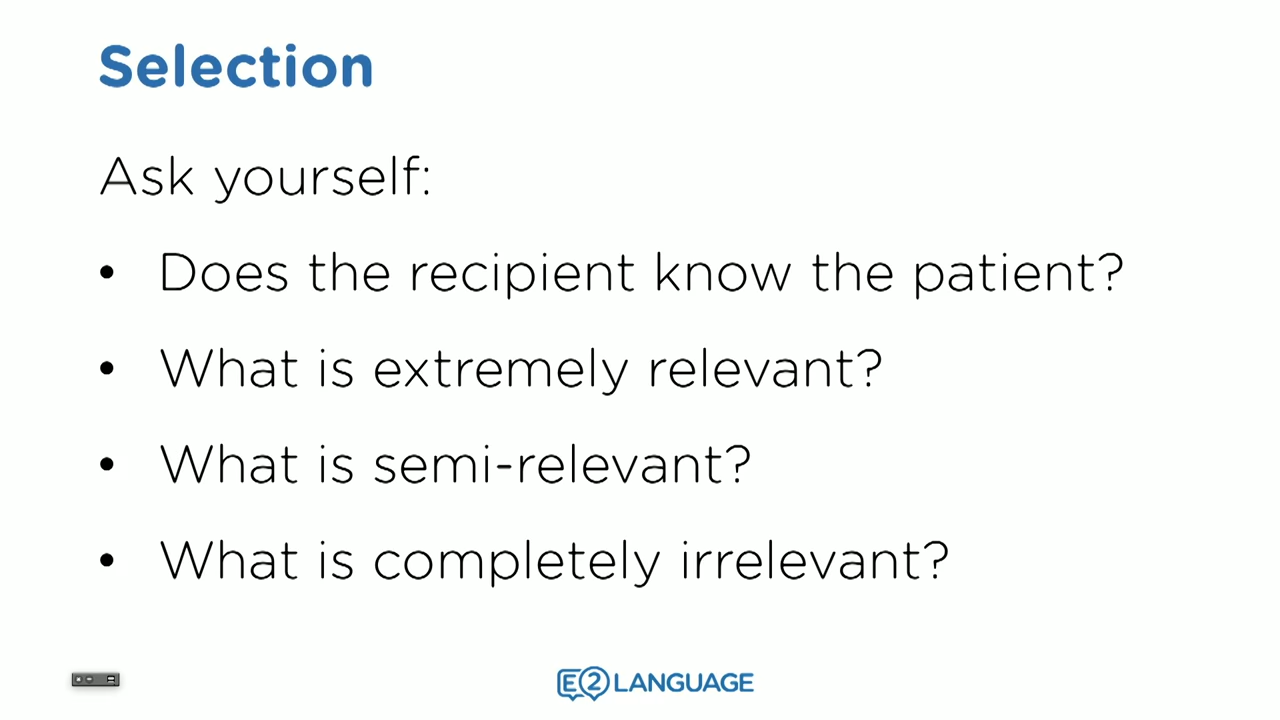 Selection
Ask yourself:
• Does the recipient know the patient?
• What is extremely relevant?
• What is semi-relevant?
• What is completely irrelevant?
E2 LANGUAGE